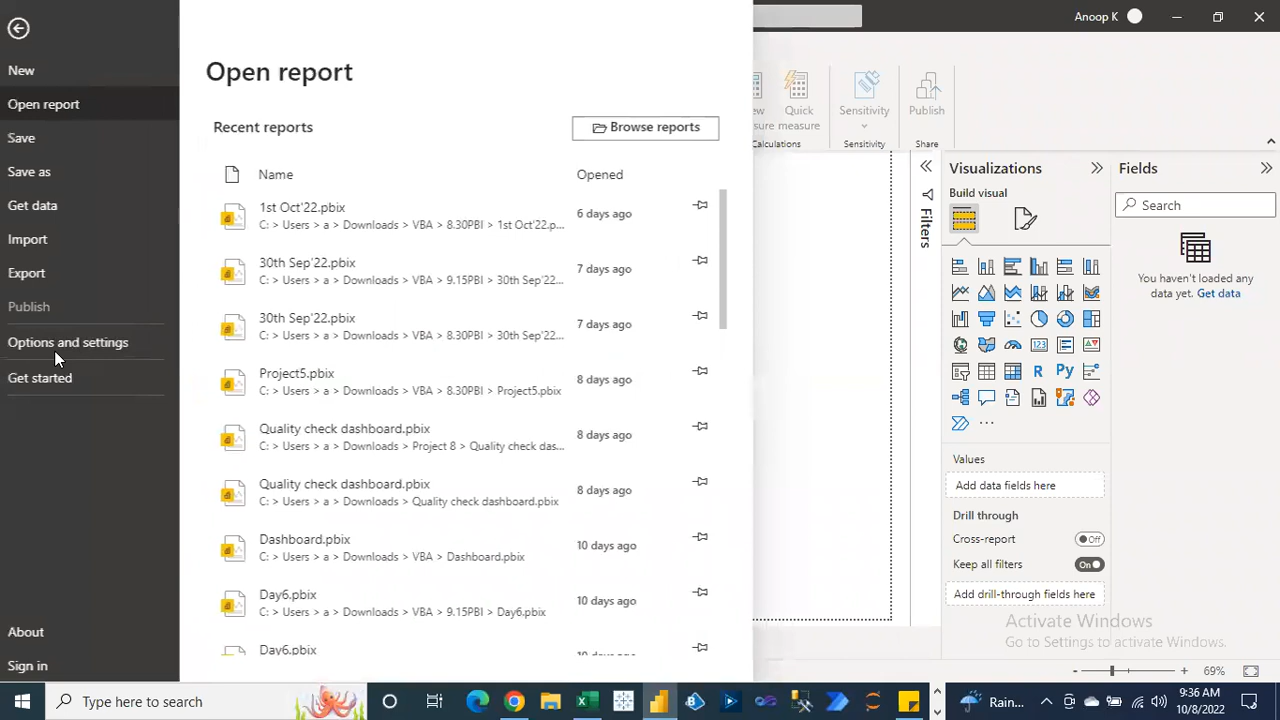 Anoop K
New
Open report
Save
Save as
Get data
Import
Export
Publish
Options and settings
Get started
About
Sign in
Open report
Recent reports
Browse reports
Name
Opened
1st Oct'22.pbix
C: > Users > a > Downloads > VBA > 8.30PBI > 1st Oct'22.p...
6 days ago
30th Sep'22.pbix
C: > Users > a > Downloads > VBA > 9.15PBI > 30th Sep'22...
7 days ago
30th Sep'22.pbix
C: > Users > a > Downloads > VBA > 8.30PBI > 30th Sep'22...
7 days ago
Project5.pbix
C: > Users > a > Downloads > VBA > 8.30PBI > Project5.pbix
8 days ago
Quality check dashboard.pbix
C: > Users > a > Downloads > Project 8 > Quality check das...
8 days ago
Quality check dashboard.pbix
C: > Users > a > Downloads > Quality check dashboard.pbix
8 days ago
Dashboard.pbix
C: > Users > a > Downloads > VBA > Dashboard.pbix
10 days ago
Day6.pbix
C: > Users > a > Downloads > VBA > 9.15PBI > Day6.pbix
10 days ago
Day6.pbix
10 days ago
Quick
measure
Calculations
Sensitivity
Sensitivity
Publish
Share
Filters
Visualizations
Build visual
123
R
Py
Values
Add data fields here
Drill through
Cross-report
Off
Keep all filters
On
Add drill-through fields here
Fields
Search
You haven't loaded any
data yet. Get data
Activate Windows
Go to Settings to activate Windows.
69%
Type here to search
Rain...
9:36 AM
10/8/2022